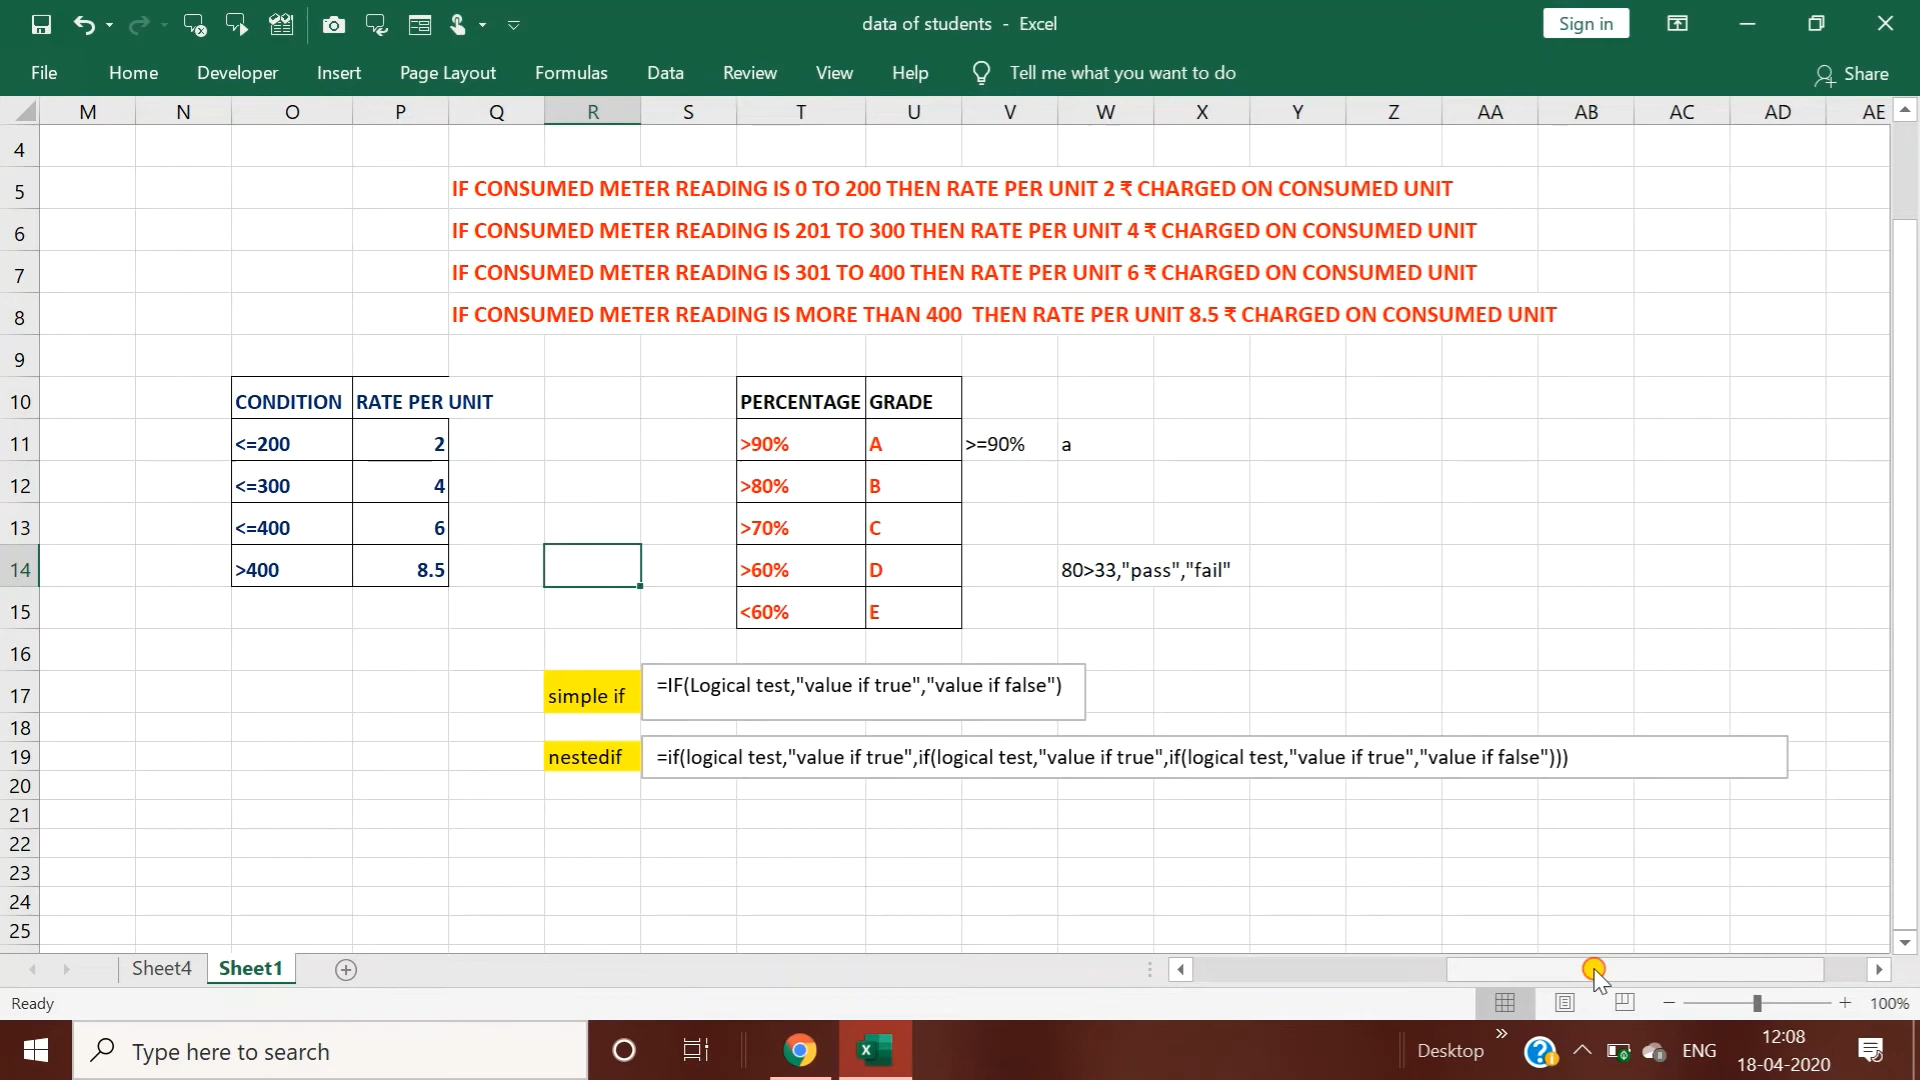 data of students - Excel
Sign in
File Home Developer Insert Page Layout Formulas Data Review View Help Tell me what you want to do Share
M N O P Q R S T U V W X Y Z AA AB AC AD AE
4
5 IF CONSUMED METER READING IS 0 TO 200 THEN RATE PER UNIT 2 ₹ CHARGED ON CONSUMED UNIT
6 IF CONSUMED METER READING IS 201 TO 300 THEN RATE PER UNIT 4 ₹ CHARGED ON CONSUMED UNIT
7 IF CONSUMED METER READING IS 301 TO 400 THEN RATE PER UNIT 6 ₹ CHARGED ON CONSUMED UNIT
8 IF CONSUMED METER READING IS MORE THAN 400 THEN RATE PER UNIT 8.5 ₹ CHARGED ON CONSUMED UNIT
9
10 CONDITION RATE PER UNIT PERCENTAGE GRADE
11 <=200 2 >90% A >=90% a
12 <=300 4 >80% B
13 <=400 6 >70% C
14 >400 8.5 >60% D 80>33,"pass","fail"
15 <60% E
16
17 simple if =IF(Logical test,"value if true","value if false")
18
19 nestedif =if(logical test,"value if true",if(logical test,"value if true",if(logical test,"value if true","value if false")))
20
21
22
23
24
25
Sheet4 Sheet1
Ready 100%
Type here to search Desktop ENG 12:08
18-04-2020